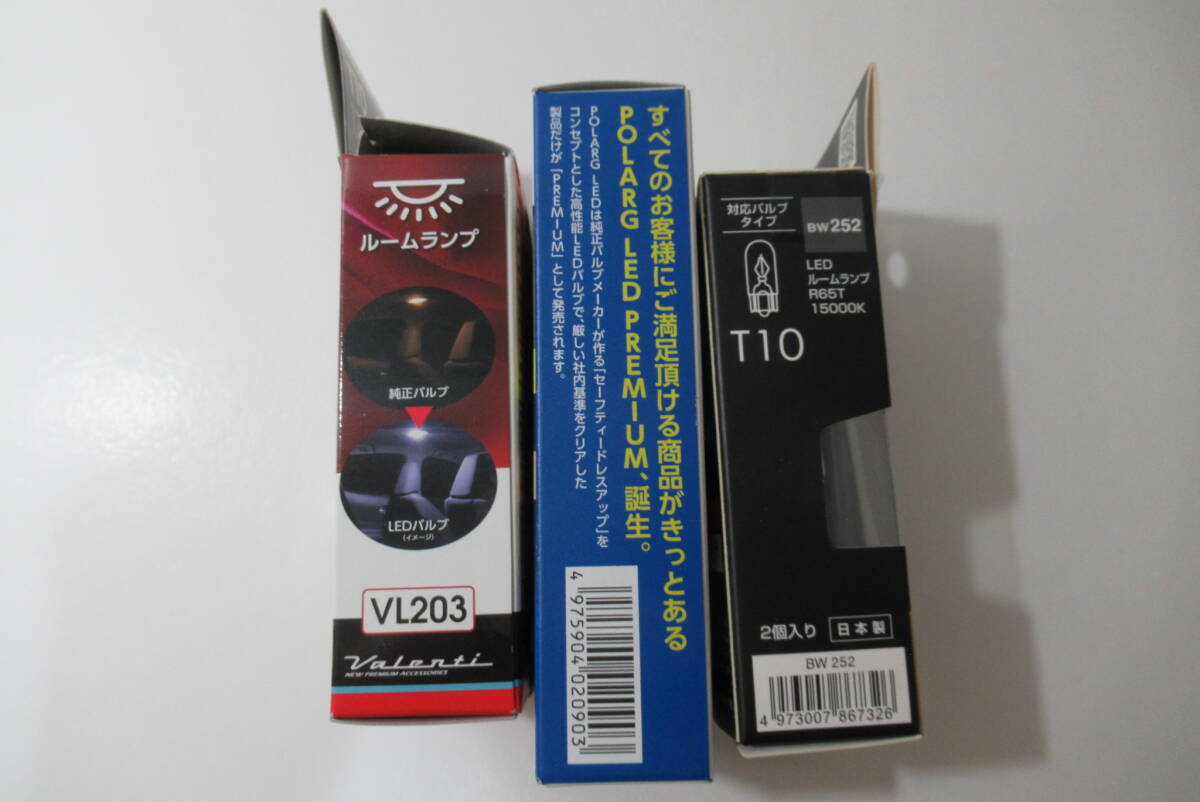 ルームランプ
純正バルブ
LEDバルブ
(イメージ)
VL203
Valenti
NEW PREMIUM ACCESSORIES
すべてのお客様にご満足頂ける商品がきっとある
POLARG LED PREMIUM、誕生。
POLARG LEDは純正バルブメーカーが作る「セーフティードレスアップ」を
コンセプトとした高性能LEDバルブで、厳しい社内基準をクリアした
製品だけが「PREMIUM」として発売されます。
4 975904 020903
対応バルブ
タイプ
BW252
LED
ルームランプ
R65T
15000K
T10
2個入り
日本製
BW 252
4 973007 867326